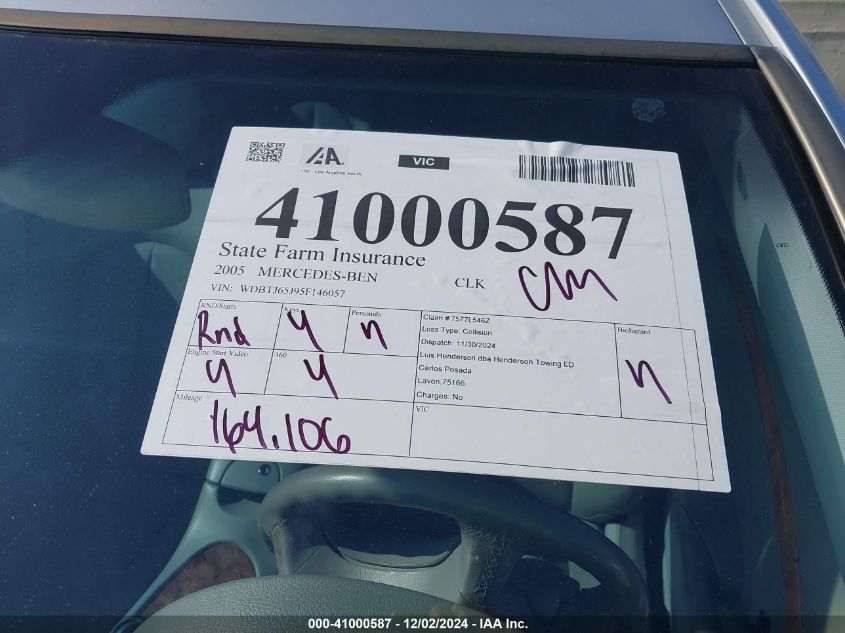 IAA
VIC
41000587
State Farm Insurance
2005 MERCEDES-BEN CLK
CM
VIN: WDBTJ65J95F146057
RND/Starts
Rnd
Keys
y
Personals
n
Claim # 7577L546Z
Loss Type: Collision
Dispatch: 11/30/2024
Luis Henderson dba Henderson Towing LD
Carlos Posada
Lavon,75166
Charges: No
Biohazard
n
Engine Start Video
y
360
y
Mileage
164,106
VIC
000-41000587 - 12/02/2024 - IAA Inc.